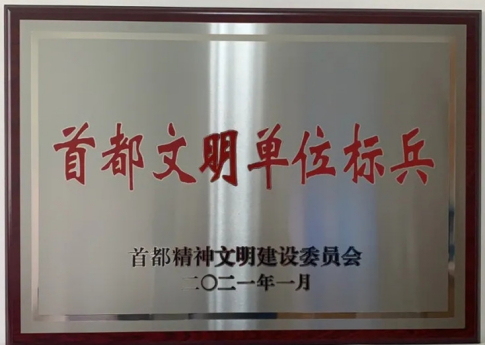 首都文明单位标兵
首都精神文明建设委员会
二〇二一年一月